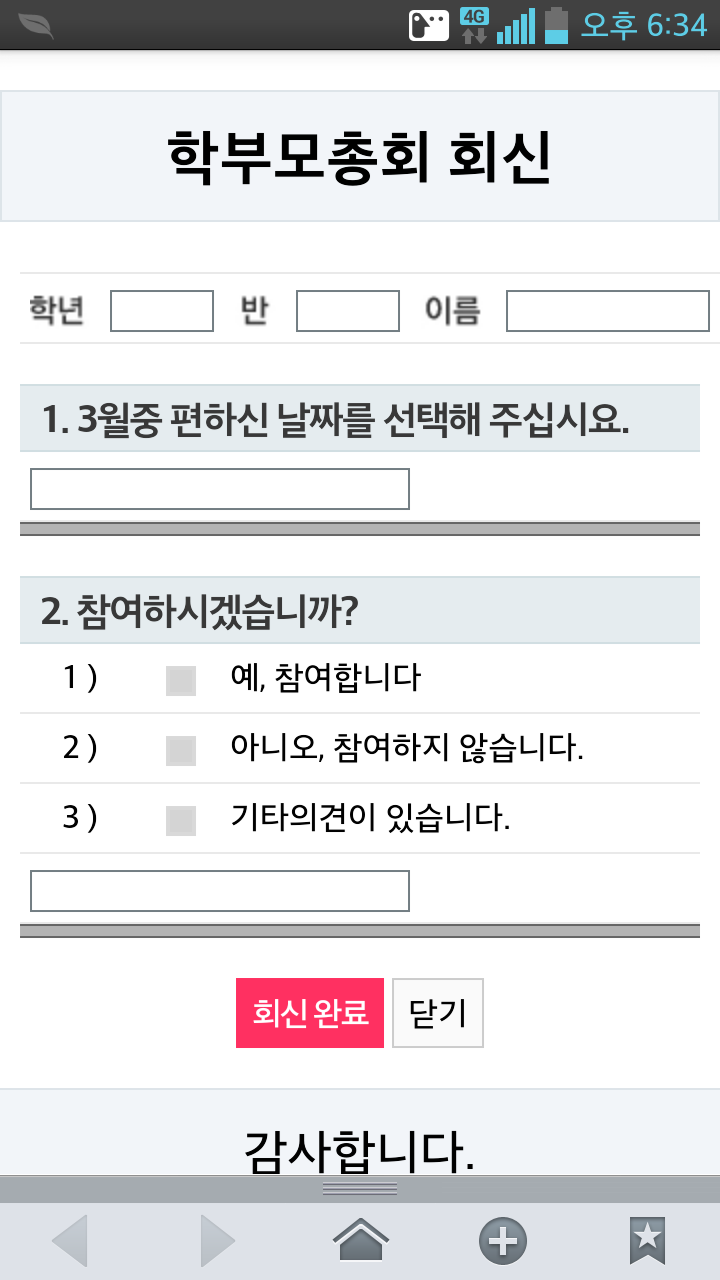 4G 오후 6:34
학부모총회 회신
학년 반 이름
1. 3월중 편하신 날짜를 선택해 주십시요.
2. 참여하시겠습니까?
1 ) 예, 참여합니다
2 ) 아니오, 참여하지 않습니다.
3 ) 기타의견이 있습니다.
회신 완료 닫기
감사합니다.